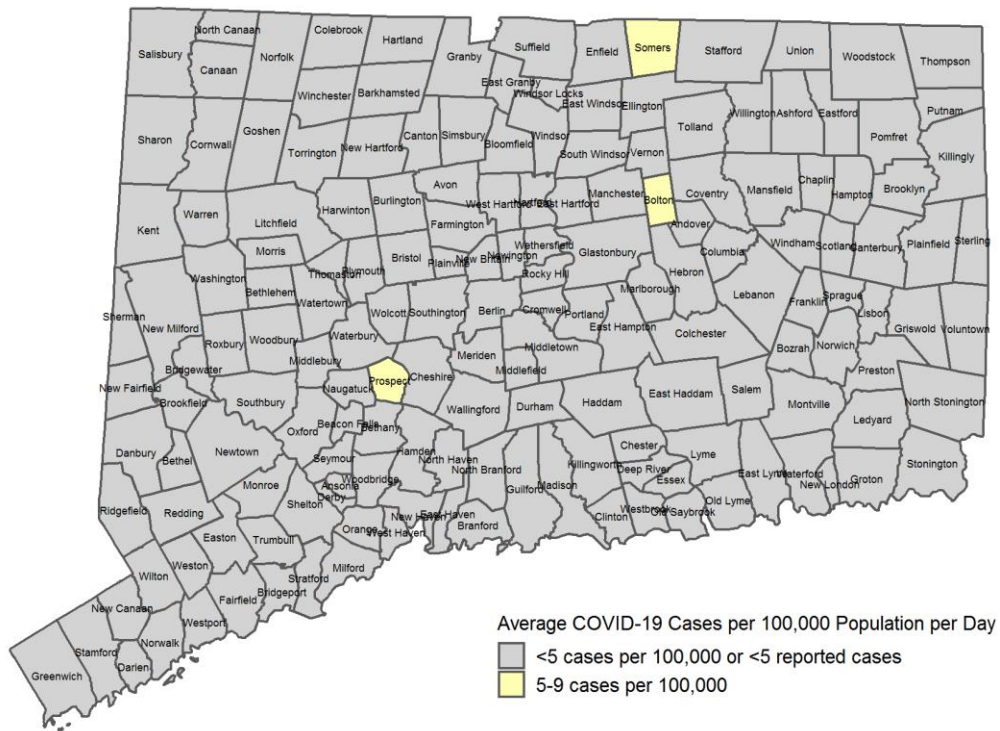 North Canaan
Colebrook
Hartland
Suffield
Enfield
Somers
Stafford
Union
Woodstock
Thompson
Salisbury
Canaan
Norfolk
Granby
East Granby
Windsor Locks
Winchester
Barkhamsted
East Windsor
Ellington
Willington
Ashford
Eastford
Putnam
Sharon
Cornwall
Goshen
Torrington
New Hartford
Canton
Simsbury
Bloomfield
Windsor
South Windsor
Vernon
Tolland
Pomfret
Killingly
Kent
Warren
Litchfield
Harwinton
Burlington
Avon
West Hartford
Hartford
East Hartford
Manchester
Bolton
Coventry
Mansfield
Chaplin
Hampton
Brooklyn
Farmington
Andover
Morris
Washington
Bethlehem
Thomaston
Plymouth
Bristol
Plainville
New Britain
Newington
Wethersfield
Rocky Hill
Glastonbury
Hebron
Columbia
Windham
Scotland
Canterbury
Plainfield
Sterling
Sherman
New Milford
Roxbury
Woodbury
Watertown
Wolcott
Southington
Berlin
Cromwell
Portland
East Hampton
Marlborough
Lebanon
Colchester
Franklin
Sprague
Lisbon
Griswold
Voluntown
Bridgewater
Waterbury
Middlebury
Meriden
Middletown
Middlefield
Bozrah
Norwich
Preston
New Fairfield
Brookfield
Southbury
Naugatuck
Prospect
Cheshire
Wallingford
Durham
Haddam
East Haddam
Salem
Montville
Ledyard
North Stonington
Danbury
Bethel
Newtown
Oxford
Beacon Falls
Bethany
Hamden
North Haven
North Branford
Guilford
Madison
Killingworth
Chester
Deep River
Essex
Lyme
East Lyme
Waterford
New London
Groton
Stonington
Seymour
Woodbridge
Ansonia
Derby
Monroe
Shelton
Ridgefield
Redding
Orange
New Haven
East Haven
West Haven
Branford
Clinton
Westbrook
Old Saybrook
Old Lyme
Easton
Trumbull
Wilton
Weston
Stratford
Milford
New Canaan
Fairfield
Bridgeport
Westport
Norwalk
Stamford
Darien
Greenwich
Average COVID-19 Cases per 100,000 Population per Day
<5 cases per 100,000 or <5 reported cases
5-9 cases per 100,000